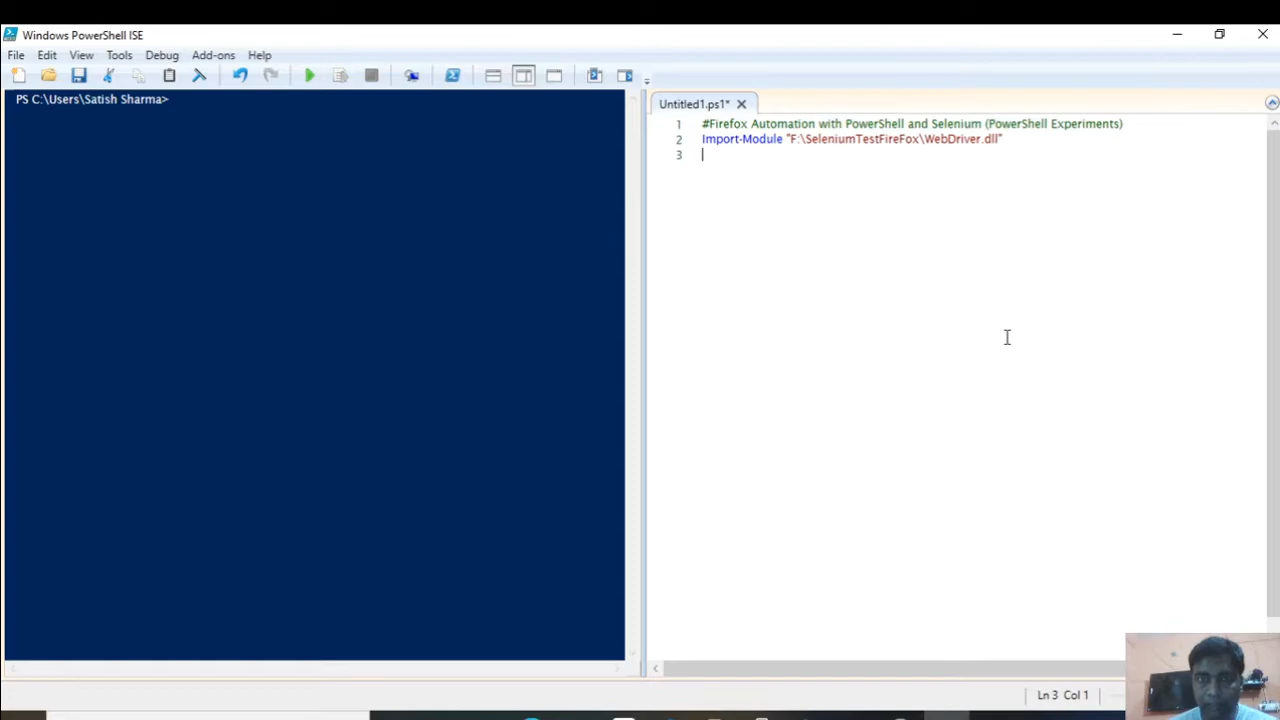 Windows PowerShell ISE
File Edit View Tools Debug Add-ons Help
PS C:\Users\Satish Sharma>
Untitled1.ps1* X
1 #Firefox Automation with PowerShell and Selenium (PowerShell Experiments)
2 Import-Module "F:\SeleniumTestFireFox\WebDriver.dll"
3
Ln 3 Col 1